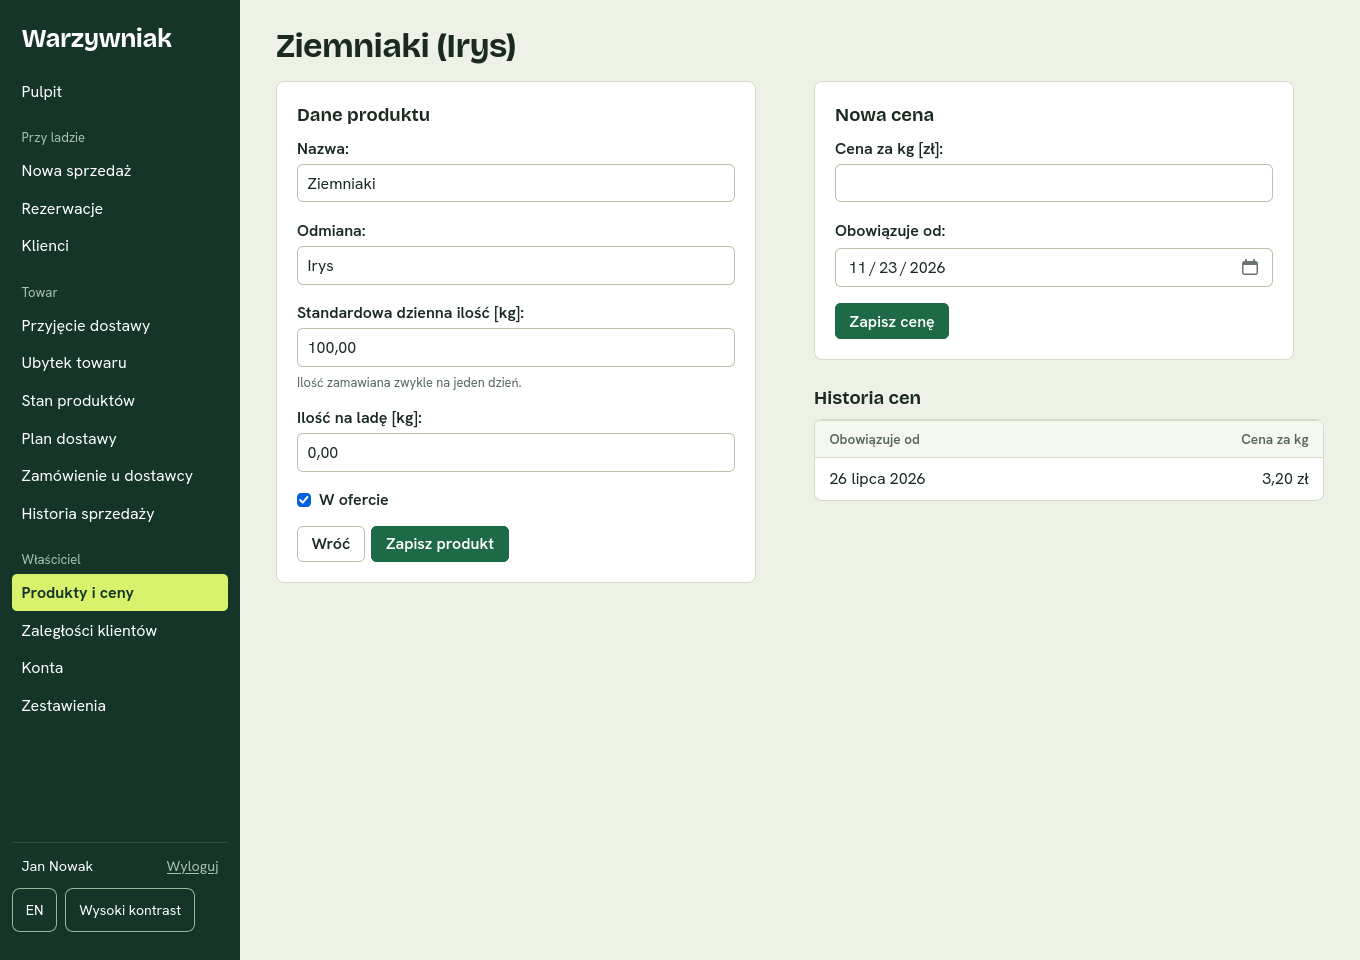 Warzywniak
Pulpit
Przy ladzie
Nowa sprzedaż
Rezerwacje
Klienci
Towar
Przyjęcie dostawy
Ubytek towaru
Stan produktów
Plan dostawy
Zamówienie u dostawcy
Historia sprzedaży
Właściciel
Produkty i ceny
Zaległości klientów
Konta
Zestawienia
Jan Nowak
Wyloguj
EN
Wysoki kontrast
Ziemniaki (Irys)
Dane produktu
Nazwa:
Ziemniaki
Odmiana:
Irys
Standardowa dzienna ilość [kg]:
100,00
Ilość zamawiana zwykle na jeden dzień.
Ilość na ladę [kg]:
0,00
W ofercie
Wróć
Zapisz produkt
Nowa cena
Cena za kg [zł]:
Obowiązuje od:
11/23/2026
Zapisz cenę
Historia cen
Obowiązuje od
Cena za kg
26 lipca 2026
3,20 zł